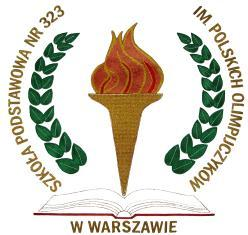 SZKOŁA PODSTAWOWA NR 323
IM. POLSKICH OLIMPIJCZYKÓW
W WARSZAWIE